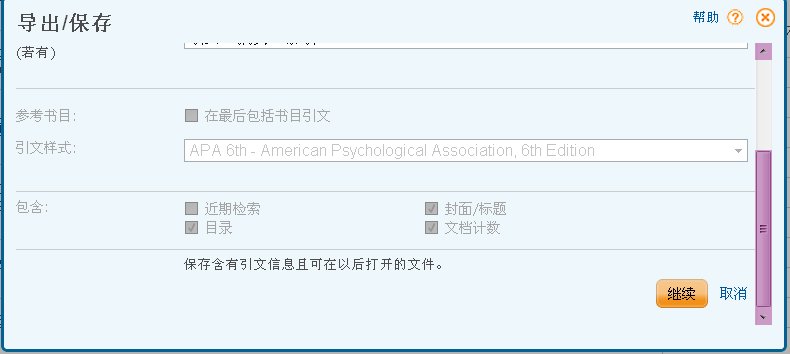 导出/保存
帮助
(若有)
参考书目:
在最后包括书目引文
引文样式:
APA 6th - American Psychological Association, 6th Edition
包含:
近期检索
封面/标题
目录
文档计数
保存含有引文信息且可在以后打开的文件。
继续
取消